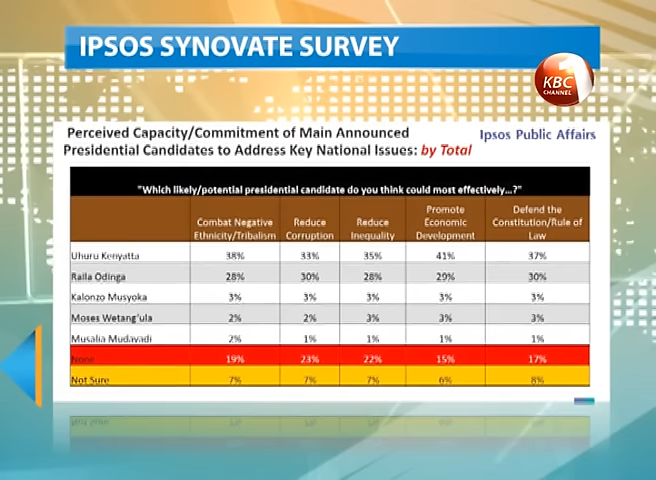 IPSOS SYNOVATE SURVEY
KBC 1
CHANNEL
Perceived Capacity/Commitment of Main Announced
Presidential Candidates to Address Key National Issues: by Total
Ipsos Public Affairs
"Which likely/potential presidential candidate do you think could most effectively...?"
Combat Negative Ethnicity/Tribalism Reduce Corruption Reduce Inequality Promote Economic Development Defend the Constitution/Rule of Law
Uhuru Kenyatta 38% 33% 35% 41% 37%
Raila Odinga 28% 30% 28% 29% 30%
Kalonzo Musyoka 3% 3% 3% 3% 3%
Moses Wetang'ula 2% 2% 3% 3% 3%
Musalia Mudavadi 2% 1% 1% 1% 1%
None 19% 23% 22% 15% 17%
Not Sure 7% 7% 7% 6% 8%